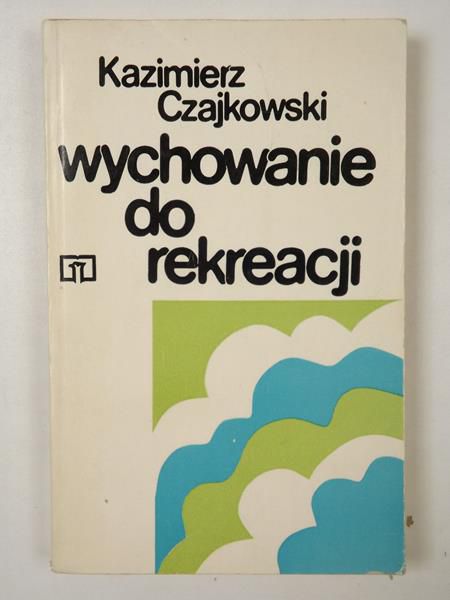 Kazimierz
Czajkowski
wychowanie
do
rekreacji